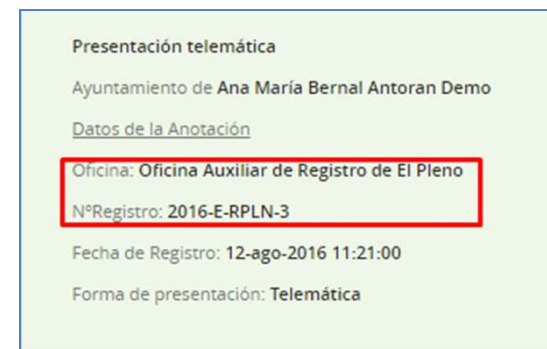 Presentación telemática
Ayuntamiento de Ana María Bernal Antoran Demo
Datos de la Anotación
Oficina: Oficina Auxiliar de Registro de El Pleno
NºRegistro: 2016-E-RPLN-3
Fecha de Registro: 12-ago-2016 11:21:00
Forma de presentación: Telemática